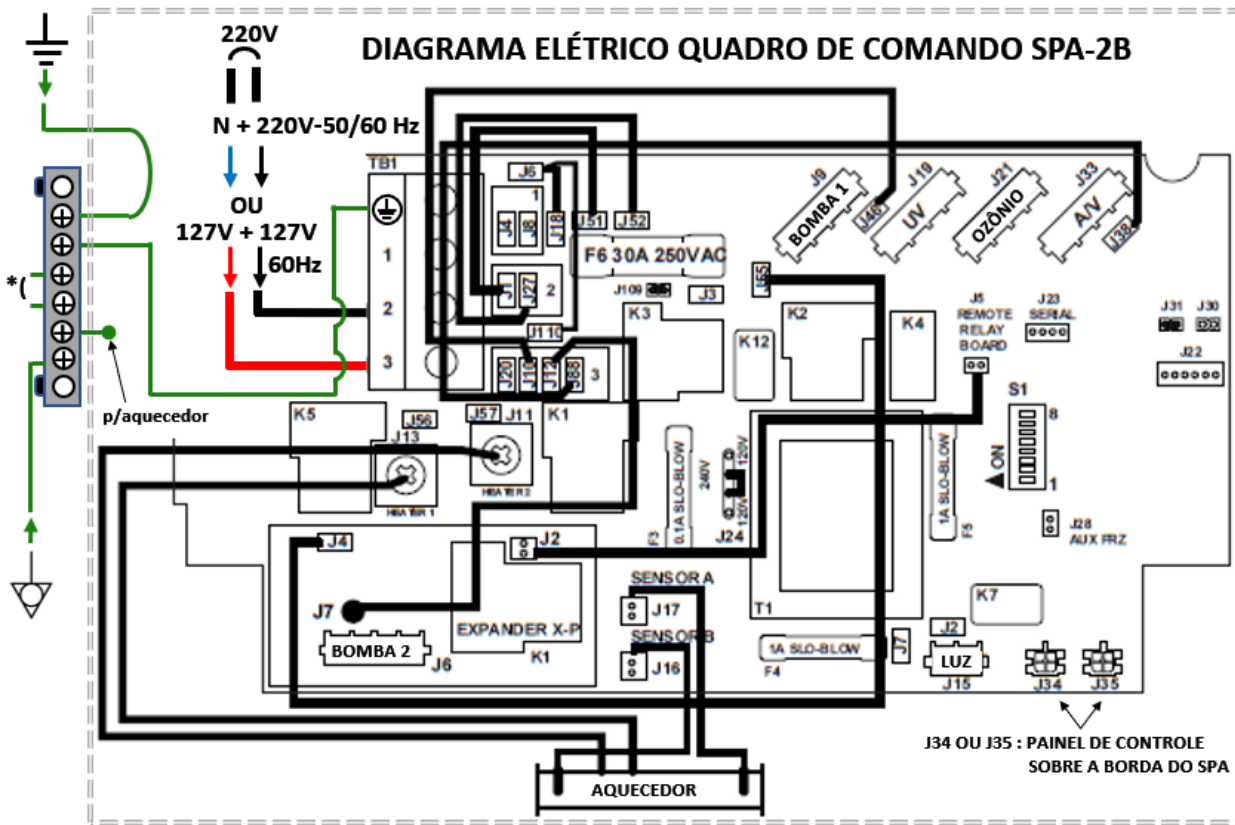 DIAGRAMA ELÉTRICO QUADRO DE COMANDO SPA-2B
220V
N + 220V-50/60 Hz
OU
127V + 127V
60Hz
*(
p/aquecedor
TB1
1
2
3
J6
1
J4
J8
J18
J51
J52
F6 30A 250VAC
J1
J27
2
J109
J3
J110
J20
J10
J12
J88
3
J9
BOMBA 1
J46
J19
UV
J21
OZÔNIO
J33
A/V
J38
J65
K3
K12
K2
K4
J5
REMOTE
RELAY
BOARD
J23
SERIAL
J31
J30
J22
S1
8
ON
1
K5
J56
J13
HEATER 1
J57
J11
HEATER 2
K1
F3
0.1A SLO-BLOW
240V
120V
120V
J24
1A SLO-BLOW
F5
J28
AUX FRZ
J4
J2
J7
EXPANDER X-P
BOMBA 2
J6
K1
SENSOR A
J17
SENSOR B
J16
T1
1A SLO-BLOW
F4
J7
K7
J2
LUZ
J15
J34
J35
J34 OU J35 : PAINEL DE CONTROLE
SOBRE A BORDA DO SPA
AQUECEDOR